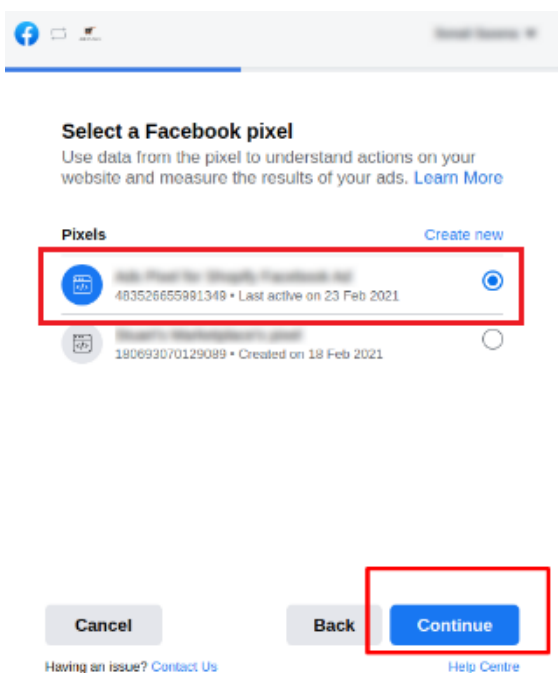 Select a Facebook pixel
Use data from the pixel to understand actions on your
website and measure the results of your ads. Learn More
Pixels Create new
483526655991349 • Last active on 23 Feb 2021
180693070129089 • Created on 18 Feb 2021
Cancel Back Continue
Having an issue? Contact Us Help Centre